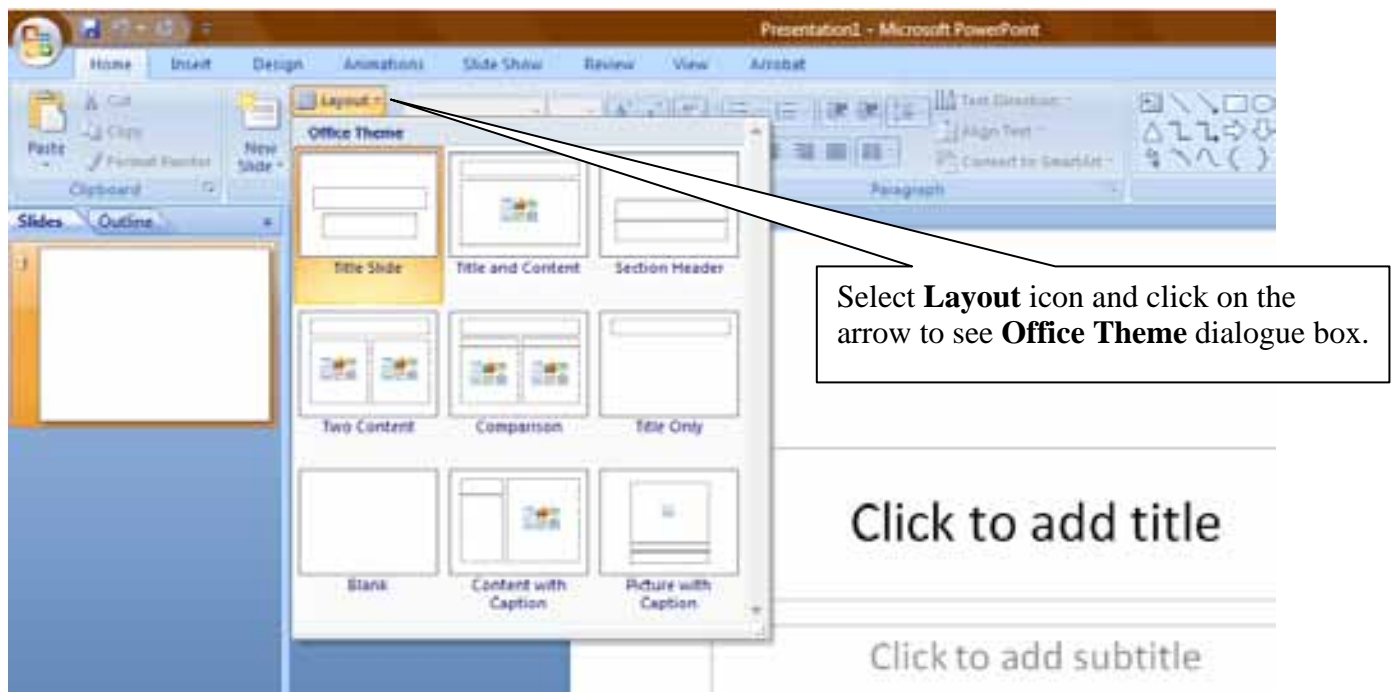 Presentation1 - Microsoft PowerPoint
Home Insert Design Animations Slide Show Review View Acrobat
Layout
Cut
Copy
Format Painter
Paste
New Slide
Text Direction
Align Text
Convert to SmartArt
Clipboard
Paragraph
Slides Outline
Office Theme
Title Slide Title and Content Section Header
Two Content Comparison Title Only
Blank Content with Caption Picture with Caption
Select Layout icon and click on the
arrow to see Office Theme dialogue box.
Click to add title
Click to add subtitle